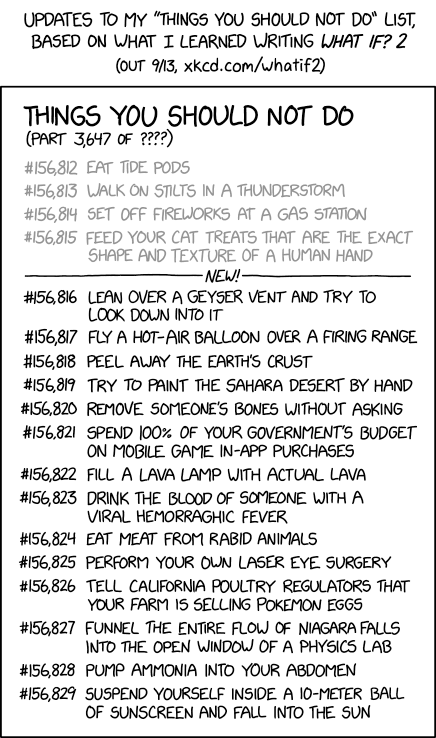 UPDATES TO MY "THINGS YOU SHOULD NOT DO" LIST,
BASED ON WHAT I LEARNED WRITING WHAT IF? 2
(OUT 9/13, xkcd.com/whatif2)
THINGS YOU SHOULD NOT DO
(PART 3,647 OF ????)
#156,812 EAT TIDE PODS
#156,813 WALK ON STILTS IN A THUNDERSTORM
#156,814 SET OFF FIREWORKS AT A GAS STATION
#156,815 FEED YOUR CAT TREATS THAT ARE THE EXACT
SHAPE AND TEXTURE OF A HUMAN HAND
NEW!
#156,816 LEAN OVER A GEYSER VENT AND TRY TO
LOOK DOWN INTO IT
#156,817 FLY A HOT-AIR BALLOON OVER A FIRING RANGE
#156,818 PEEL AWAY THE EARTH'S CRUST
#156,819 TRY TO PAINT THE SAHARA DESERT BY HAND
#156,820 REMOVE SOMEONE'S BONES WITHOUT ASKING
#156,821 SPEND 100% OF YOUR GOVERNMENT'S BUDGET
ON MOBILE GAME IN-APP PURCHASES
#156,822 FILL A LAVA LAMP WITH ACTUAL LAVA
#156,823 DRINK THE BLOOD OF SOMEONE WITH A
VIRAL HEMORRAGHIC FEVER
#156,824 EAT MEAT FROM RABID ANIMALS
#156,825 PERFORM YOUR OWN LASER EYE SURGERY
#156,826 TELL CALIFORNIA POULTRY REGULATORS THAT
YOUR FARM IS SELLING POKEMON EGGS
#156,827 FUNNEL THE ENTIRE FLOW OF NIAGARA FALLS
INTO THE OPEN WINDOW OF A PHYSICS LAB
#156,828 PUMP AMMONIA INTO YOUR ABDOMEN
#156,829 SUSPEND YOURSELF INSIDE A 10-METER BALL
OF SUNSCREEN AND FALL INTO THE SUN